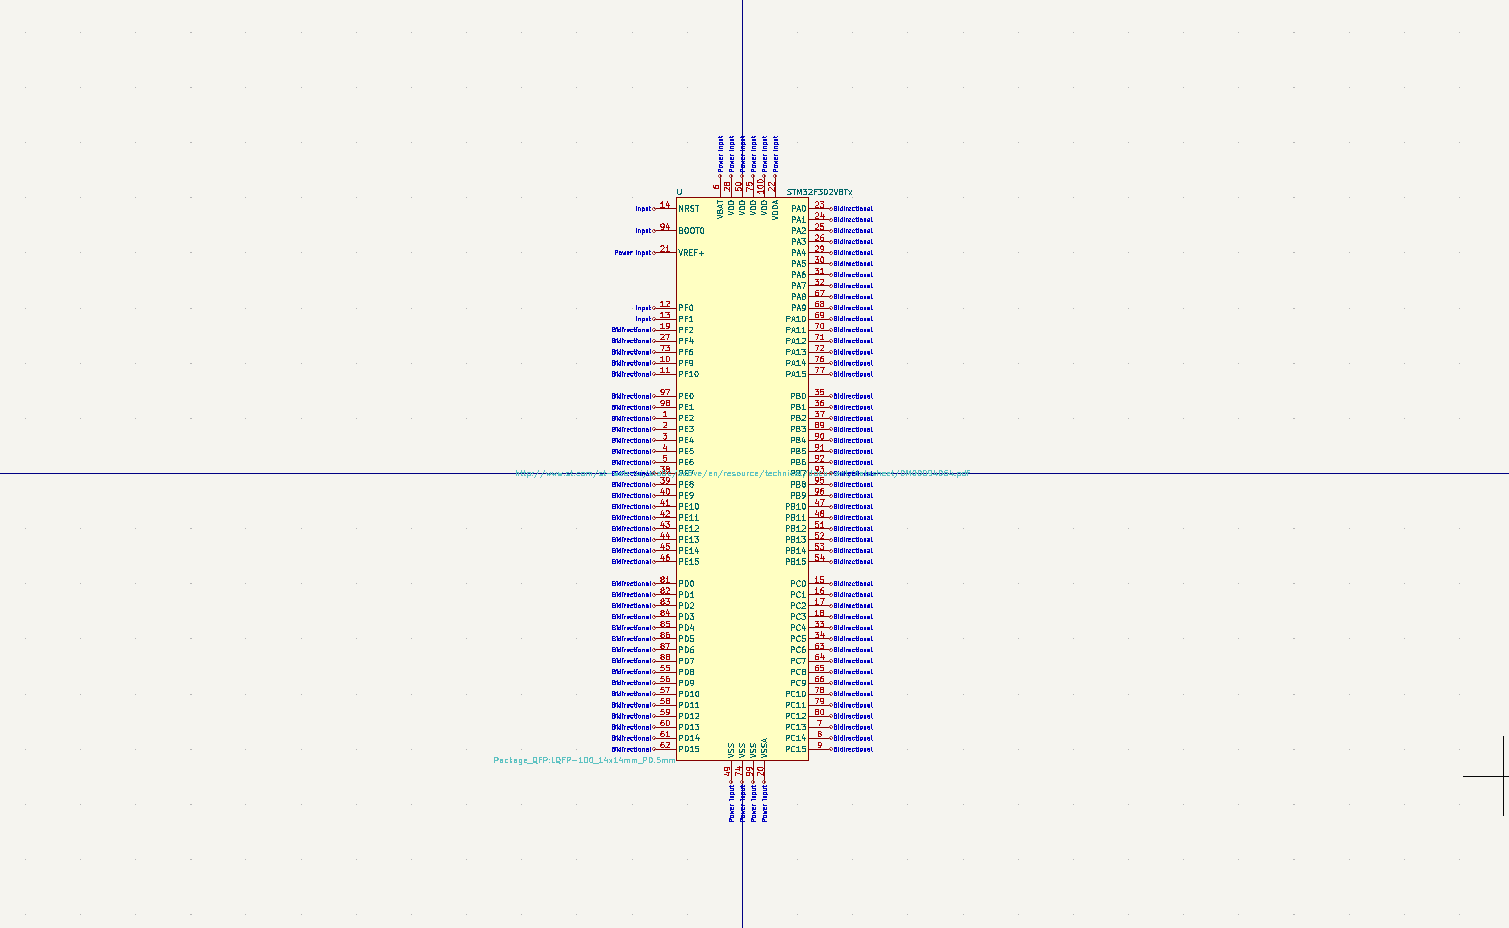 Power Input Power Input Power Input Power Input Power Input Power Input
6 28 50 75 100 22
U STM32F302VBTx
VBAT VDD VDD VDD VDD VDDA
Input 14 NRST PA0 23 Bidirectional
PA1 24 Bidirectional
Input 94 BOOT0 PA2 25 Bidirectional
PA3 26 Bidirectional
Power Input 21 VREF+ PA4 29 Bidirectional
PA5 30 Bidirectional
PA6 31 Bidirectional
PA7 32 Bidirectional
PA8 67 Bidirectional
Input 12 PF0 PA9 68 Bidirectional
Input 13 PF1 PA10 69 Bidirectional
Bidirectional 19 PF2 PA11 70 Bidirectional
Bidirectional 27 PF4 PA12 71 Bidirectional
Bidirectional 73 PF6 PA13 72 Bidirectional
Bidirectional 10 PF9 PA14 76 Bidirectional
Bidirectional 11 PF10 PA15 77 Bidirectional
Bidirectional 97 PE0 PB0 35 Bidirectional
Bidirectional 98 PE1 PB1 36 Bidirectional
Bidirectional 1 PE2 PB2 37 Bidirectional
Bidirectional 2 PE3 PB3 89 Bidirectional
Bidirectional 3 PE4 PB4 90 Bidirectional
Bidirectional 4 PE5 PB5 91 Bidirectional
Bidirectional 5 PE6 PB6 92 Bidirectional
Bidirectional 38 PE7 PB7 93 Bidirectional
Bidirectional 39 PE8 PB8 95 Bidirectional
Bidirectional 40 PE9 PB9 96 Bidirectional
Bidirectional 41 PE10 PB10 47 Bidirectional
Bidirectional 42 PE11 PB11 48 Bidirectional
Bidirectional 43 PE12 PB12 51 Bidirectional
Bidirectional 44 PE13 PB13 52 Bidirectional
Bidirectional 45 PE14 PB14 53 Bidirectional
Bidirectional 46 PE15 PB15 54 Bidirectional
Bidirectional 81 PD0 PC0 15 Bidirectional
Bidirectional 82 PD1 PC1 16 Bidirectional
Bidirectional 83 PD2 PC2 17 Bidirectional
Bidirectional 84 PD3 PC3 18 Bidirectional
Bidirectional 85 PD4 PC4 33 Bidirectional
Bidirectional 86 PD5 PC5 34 Bidirectional
Bidirectional 87 PD6 PC6 63 Bidirectional
Bidirectional 88 PD7 PC7 64 Bidirectional
Bidirectional 55 PD8 PC8 65 Bidirectional
Bidirectional 56 PD9 PC9 66 Bidirectional
Bidirectional 57 PD10 PC10 78 Bidirectional
Bidirectional 58 PD11 PC11 79 Bidirectional
Bidirectional 59 PD12 PC12 80 Bidirectional
Bidirectional 60 PD13 PC13 7 Bidirectional
Bidirectional 61 PD14 PC14 8 Bidirectional
Bidirectional 62 PD15 PC15 9 Bidirectional
VSS VSS VSS VSSA
Package_QFP:LQFP-100_14x14mm_P0.5mm
49 74 99 20
Power Input Power Input Power Input Power Input